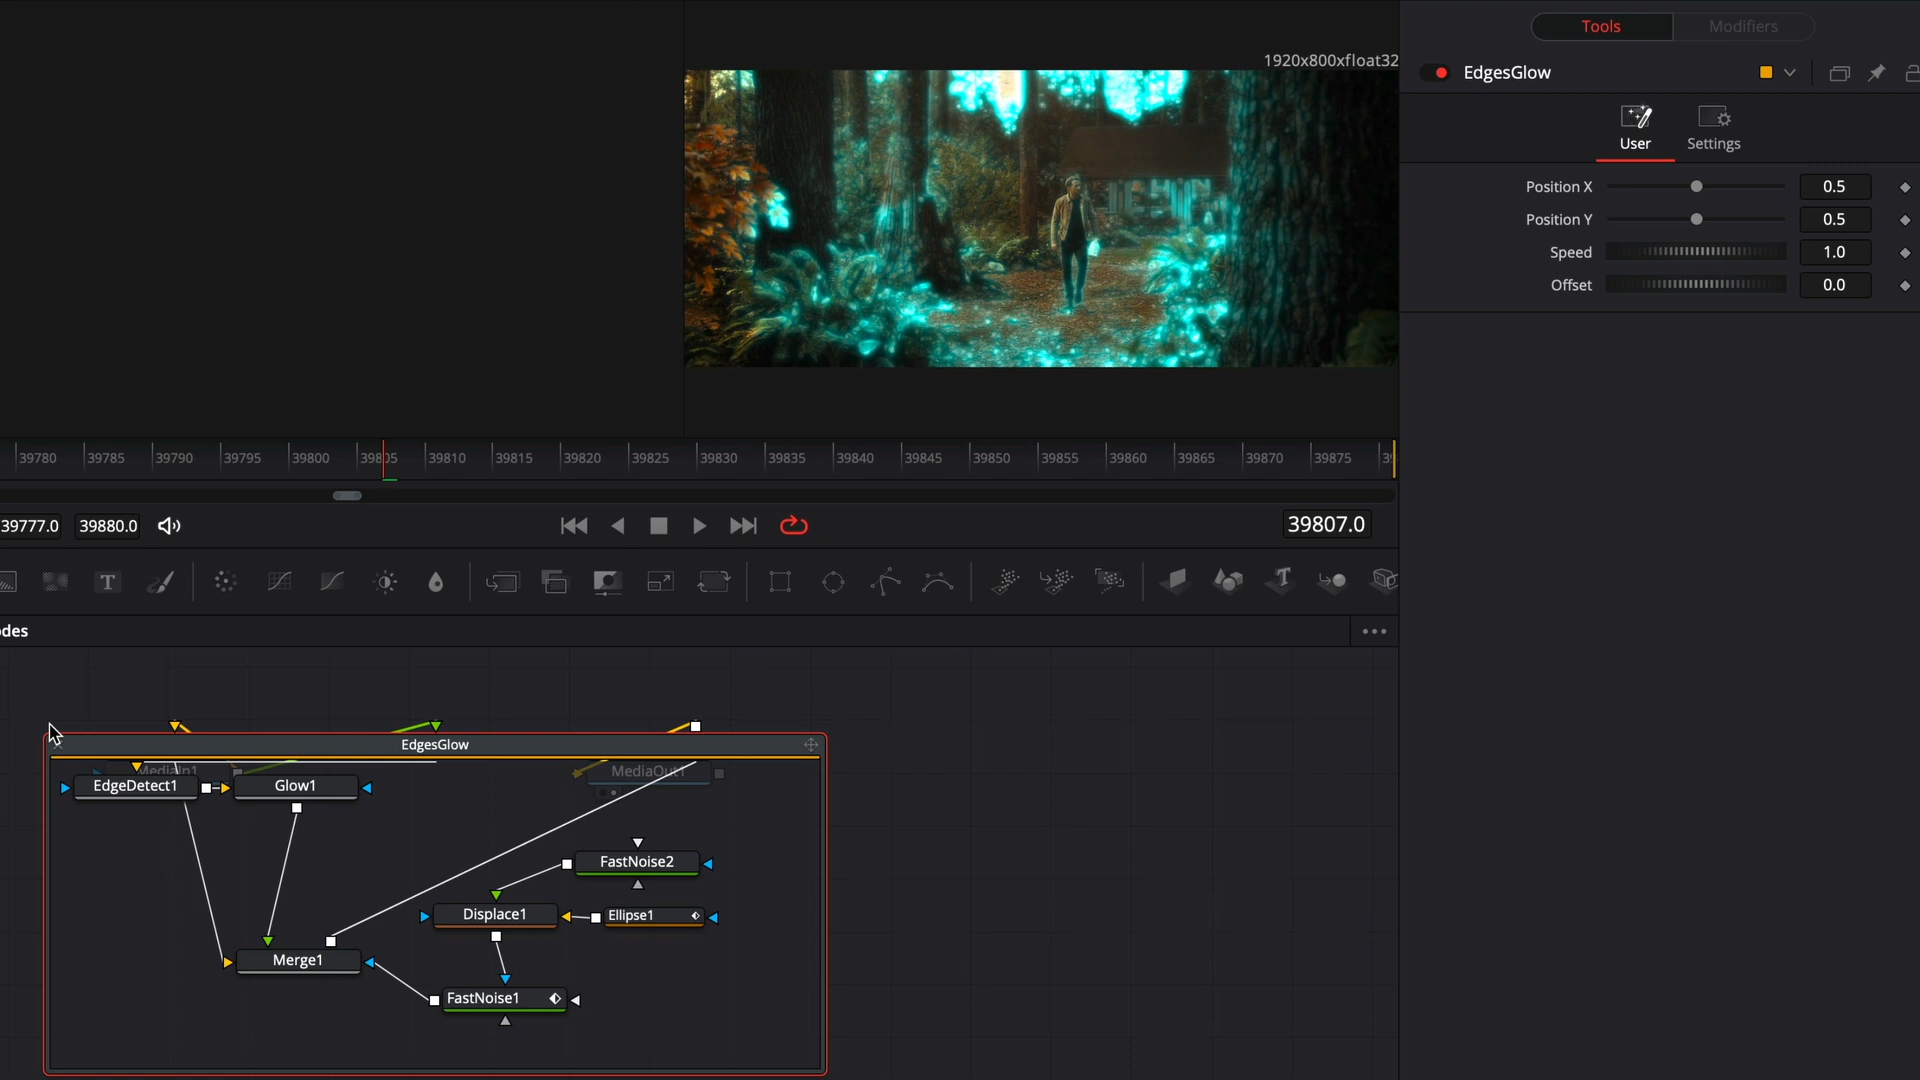 Tools
Modifiers
1920x800xfloat32
EdgesGlow
User
Settings
Position X
0.5
Position Y
0.5
Speed
1.0
Offset
0.0
39780
39785
39790
39795
39800
39805
39810
39815
39820
39825
39830
39835
39840
39845
39850
39855
39860
39865
39870
39875
39777.0
39880.0
39807.0
T
odes
EdgesGlow
MediaIn1
MediaOut1
EdgeDetect1
Glow1
FastNoise2
Displace1
Ellipse1
Merge1
FastNoise1